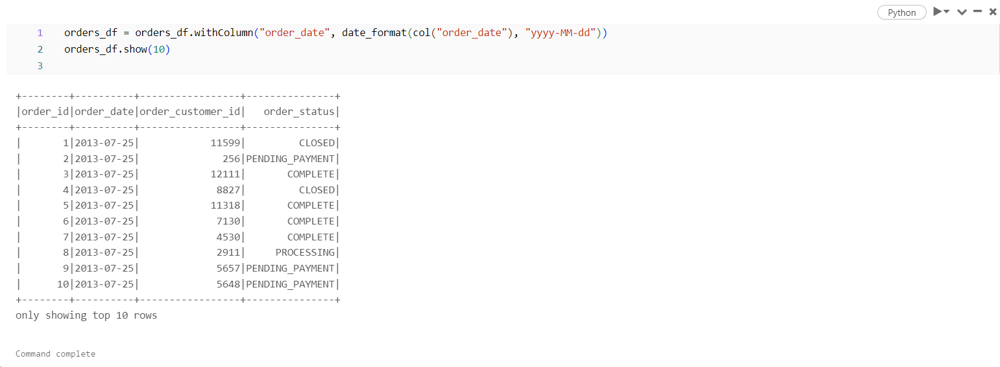 Python
1 orders_df = orders_df.withColumn("order_date", date_format(col("order_date"), "yyyy-MM-dd"))
2 orders_df.show(10)
3
+--------+----------+-----------------+---------------+
|order_id|order_date|order_customer_id|   order_status|
+--------+----------+-----------------+---------------+
|       1|2013-07-25|            11599|         CLOSED|
|       2|2013-07-25|              256|PENDING_PAYMENT|
|       3|2013-07-25|            12111|       COMPLETE|
|       4|2013-07-25|             8827|         CLOSED|
|       5|2013-07-25|            11318|       COMPLETE|
|       6|2013-07-25|             7130|       COMPLETE|
|       7|2013-07-25|             4530|       COMPLETE|
|       8|2013-07-25|             2911|     PROCESSING|
|       9|2013-07-25|             5657|PENDING_PAYMENT|
|      10|2013-07-25|             5648|PENDING_PAYMENT|
+--------+----------+-----------------+---------------+
only showing top 10 rows
Command complete